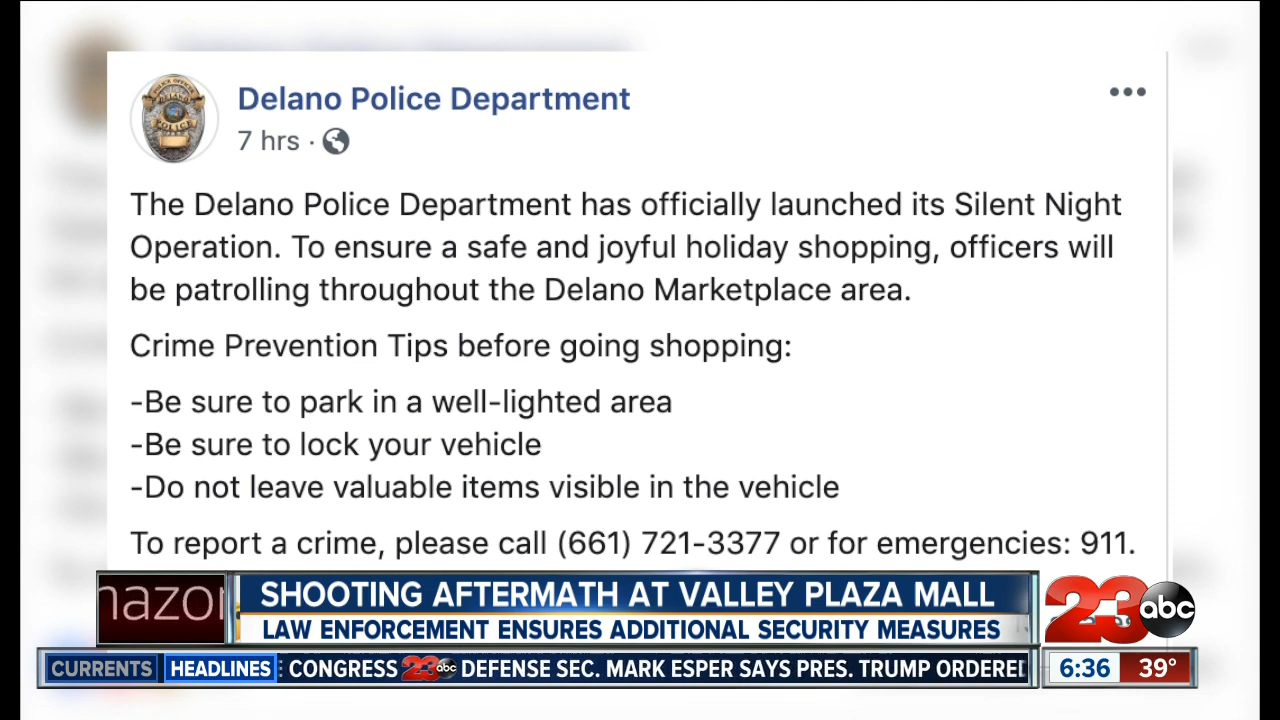 Delano Police Department
7 hrs ·
The Delano Police Department has officially launched its Silent Night
Operation. To ensure a safe and joyful holiday shopping, officers will
be patrolling throughout the Delano Marketplace area.
Crime Prevention Tips before going shopping:
-Be sure to park in a well-lighted area
-Be sure to lock your vehicle
-Do not leave valuable items visible in the vehicle
To report a crime, please call (661) 721-3377 or for emergencies: 911.
SHOOTING AFTERMATH AT VALLEY PLAZA MALL
LAW ENFORCEMENT ENSURES ADDITIONAL SECURITY MEASURES
23 abc
CURRENTS HEADLINES : CONGRESS 23 abc DEFENSE SEC. MARK ESPER SAYS PRES. TRUMP ORDERED
6:36 39°